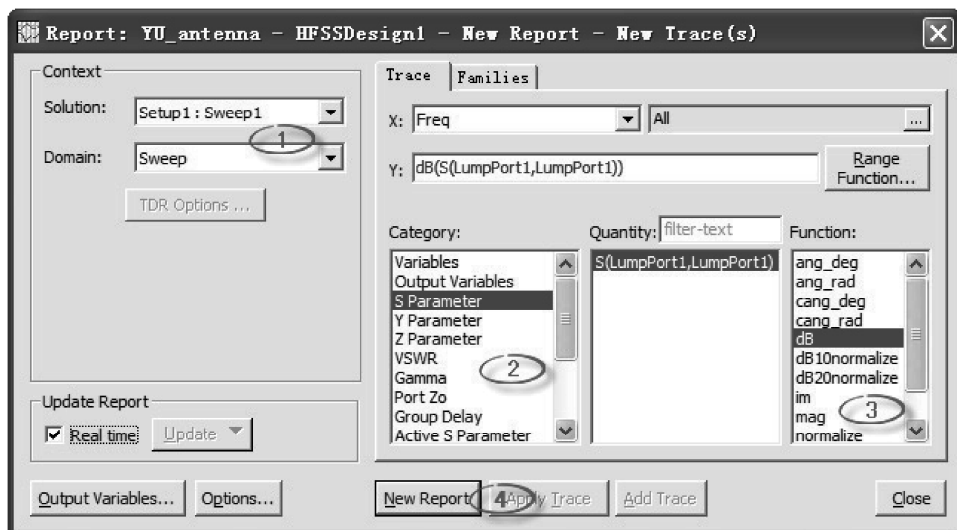 Report: YU_antenna - HFSSDesign1 - New Report - New Trace(s)
Context
Solution: Setup1 : Sweep1
1
Domain: Sweep
TDR Options ...
Update Report
Real time Update
Output Variables... Options...
Trace Families
X: Freq All ...
Y: dB(S(LumpPort1,LumpPort1)) Range Function...
Category: Quantity: filter-text Function:
Variables
Output Variables
S Parameter
Y Parameter
Z Parameter
VSWR
Gamma
Port Zo
Group Delay
Active S Parameter
2
S(LumpPort1,LumpPort1)
ang_deg
ang_rad
cang_deg
cang_rad
dB
dB10normalize
dB20normalize
im
mag
normalize
3
New Report 4 Apply Trace Add Trace Close